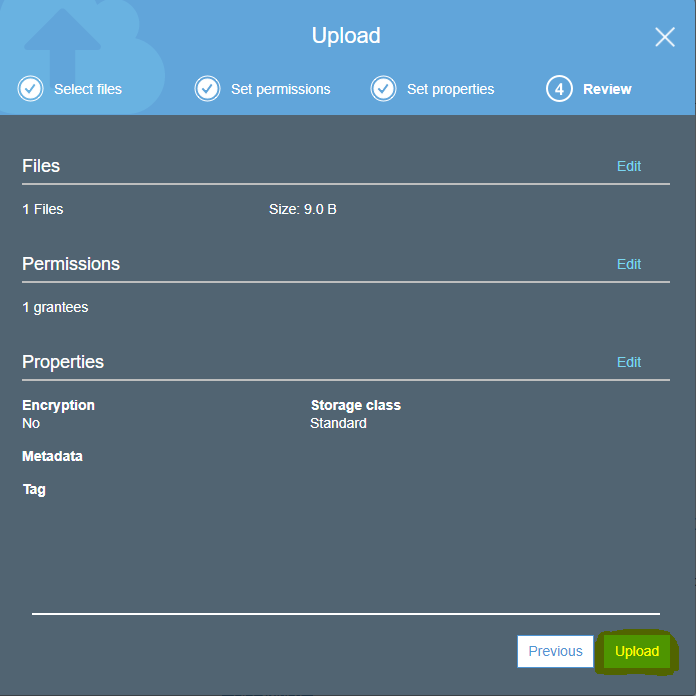 Upload
Select files
Set permissions
Set properties
4 Review
Files Edit
1 Files Size: 9.0 B
Permissions Edit
1 grantees
Properties Edit
Encryption Storage class
No Standard
Metadata
Tag
Previous Upload